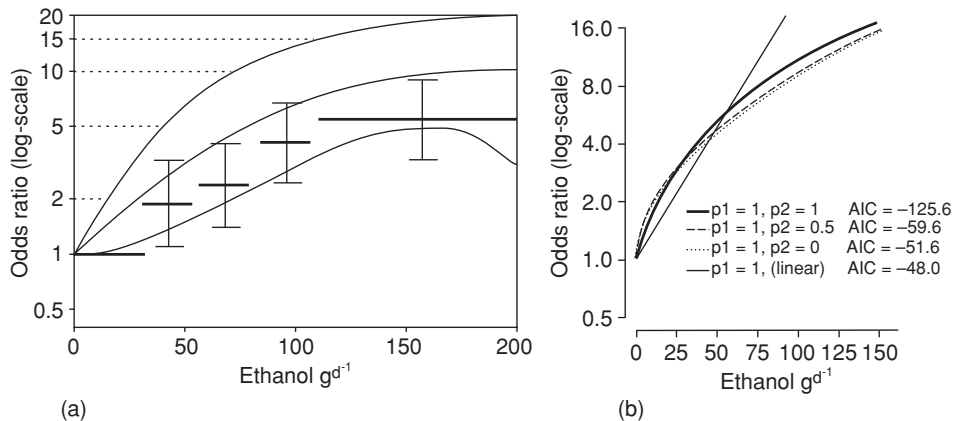 20
15
10
5
2
1
0.5
Odds ratio (log-scale)
0 50 100 150 200
Ethanol gd-1
(a)
16.0
8.0
4.0
2.0
1.0
0.5
Odds ratio (log-scale)
p1 = 1, p2 = 1 AIC = –125.6
p1 = 1, p2 = 0.5 AIC = –59.6
p1 = 1, p2 = 0 AIC = –51.6
p1 = 1, (linear) AIC = –48.0
0 25 50 75 100 125 150
Ethanol gd-1
(b)